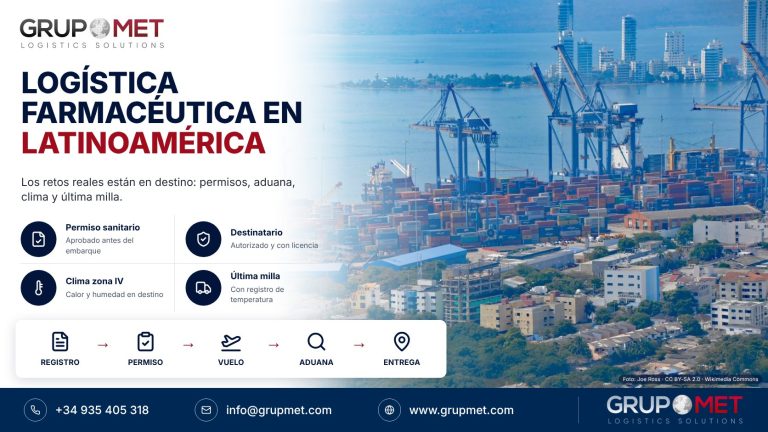 GRUPOMET
LOGISTICS SOLUTIONS
LOGÍSTICA
FARMACÉUTICA EN
LATINOAMÉRICA
Los retos reales están en destino: permisos, aduana,
clima y última milla.
Permiso sanitario
Aprobado antes del
embarque
Destinatario
Autorizado y con licencia
Clima zona IV
Calor y humedad en destino
Última milla
Con registro de
temperatura
REGISTRO → PERMISO → VUELO → ADUANA → ENTREGA
Foto: Joe Ross · CC BY-SA 2.0 · Wikimedia Commons
+34 935 405 318
info@grupmet.com
www.grupmet.com
GRUPOMET
LOGISTICS SOLUTIONS